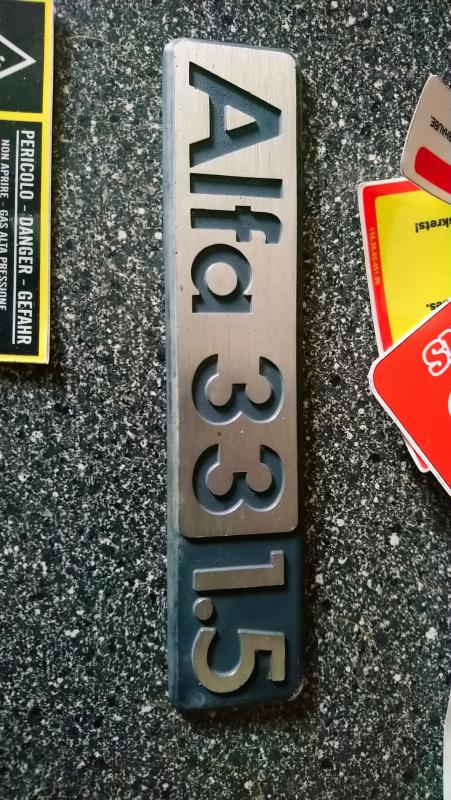 Alfa 33 1.5
PERICOLO - DANGER - GEFAHR
NON APRIRE - GAS ALTA PRESSIONE